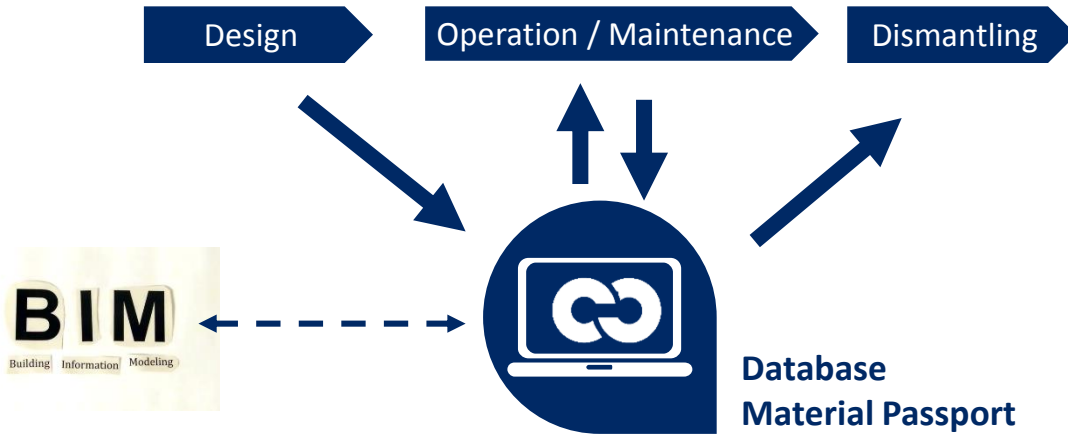 Design
Operation / Maintenance
Dismantling
BIM
Building Information Modeling
Database
Material Passport